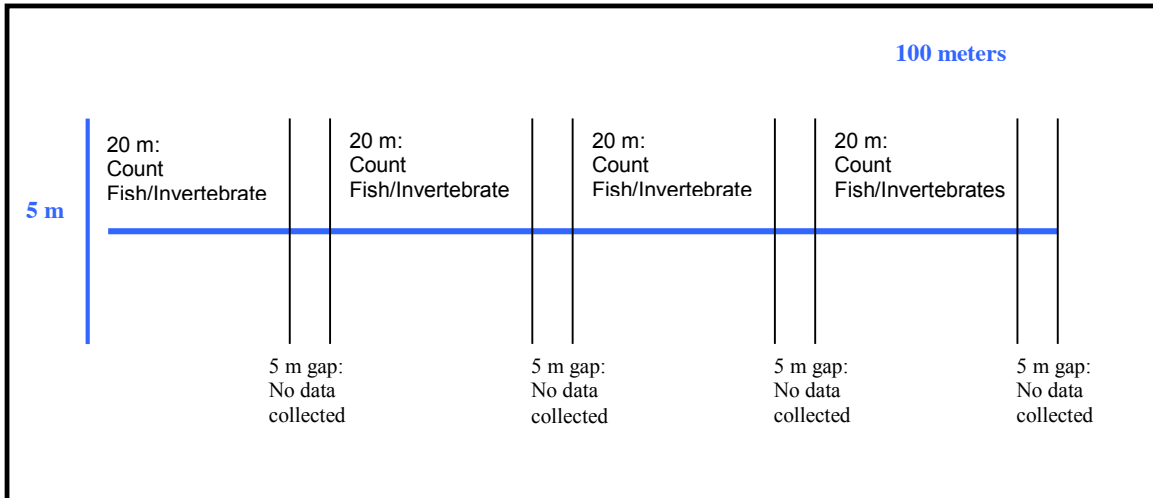 100 meters
20 m:
Count
Fish/Invertebrate
20 m:
Count
Fish/Invertebrate
20 m:
Count
Fish/Invertebrate
20 m:
Count
Fish/Invertebrates
5 m
5 m gap:
No data
collected
5 m gap:
No data
collected
5 m gap:
No data
collected
5 m gap:
No data
collected